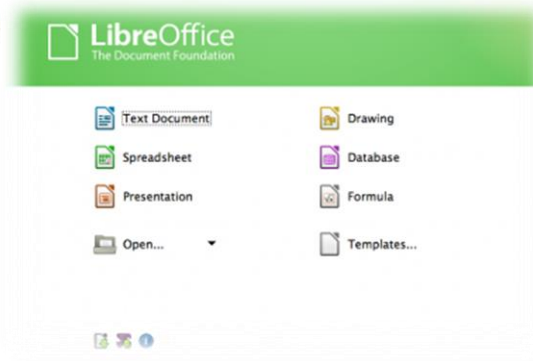 LibreOffice
The Document Foundation
Text Document
Drawing
Spreadsheet
Database
Presentation
Formula
Open...
Templates...